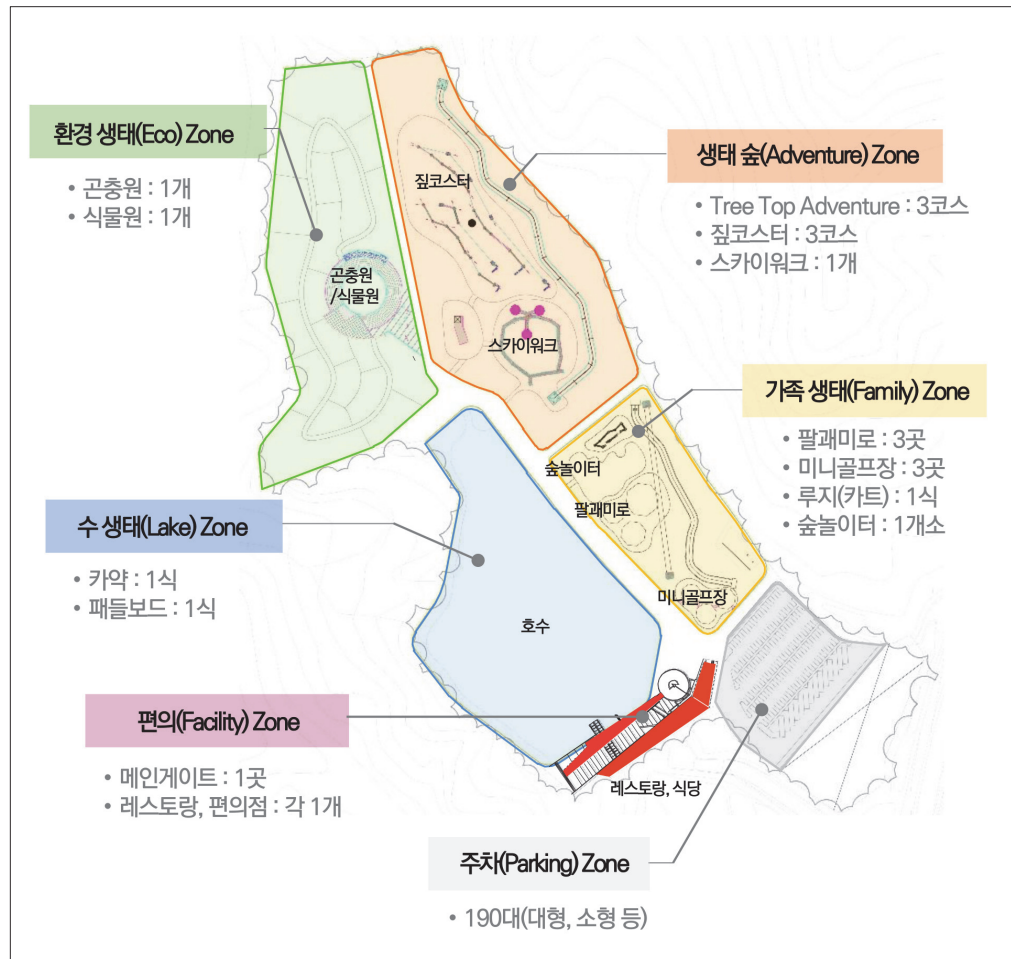 환경 생태(Eco) Zone
• 곤충원 : 1개
• 식물원 : 1개
생태 숲(Adventure) Zone
• Tree Top Adventure : 3코스
• 짚코스터 : 3코스
• 스카이워크 : 1개
짚코스터
곤충원
/식물원
스카이워크
가족 생태(Family) Zone
• 팔괘미로 : 3곳
• 미니골프장 : 3곳
• 루지(카트) : 1식
• 숲놀이터 : 1개소
숲놀이터
팔괘미로
미니골프장
수 생태(Lake) Zone
• 카약 : 1식
• 패들보드 : 1식
호수
편의(Facility) Zone
• 메인게이트 : 1곳
• 레스토랑, 편의점 : 각 1개
레스토랑, 식당
주차(Parking) Zone
• 190대(대형, 소형 등)